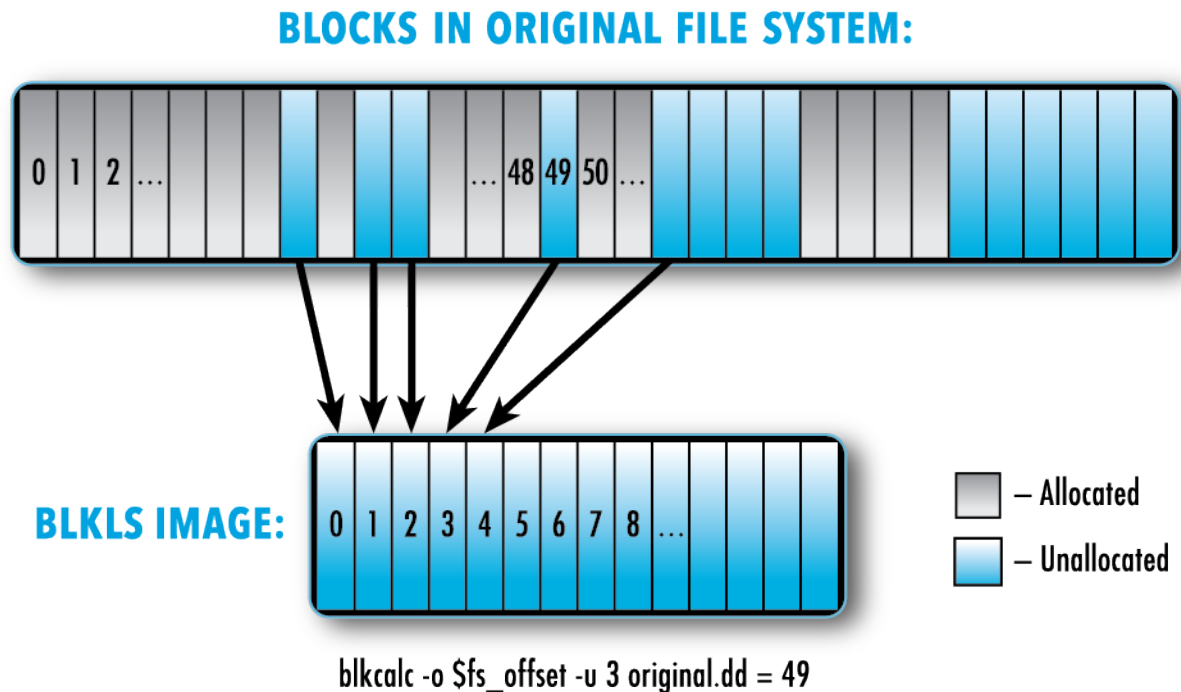 BLOCKS IN ORIGINAL FILE SYSTEM:
0 1 2 ... ... 48 49 50 ...
BLKLS IMAGE: 0 1 2 3 4 5 6 7 8 ...
– Allocated
– Unallocated
blkcalc -o $fs_offset -u 3 original.dd = 49